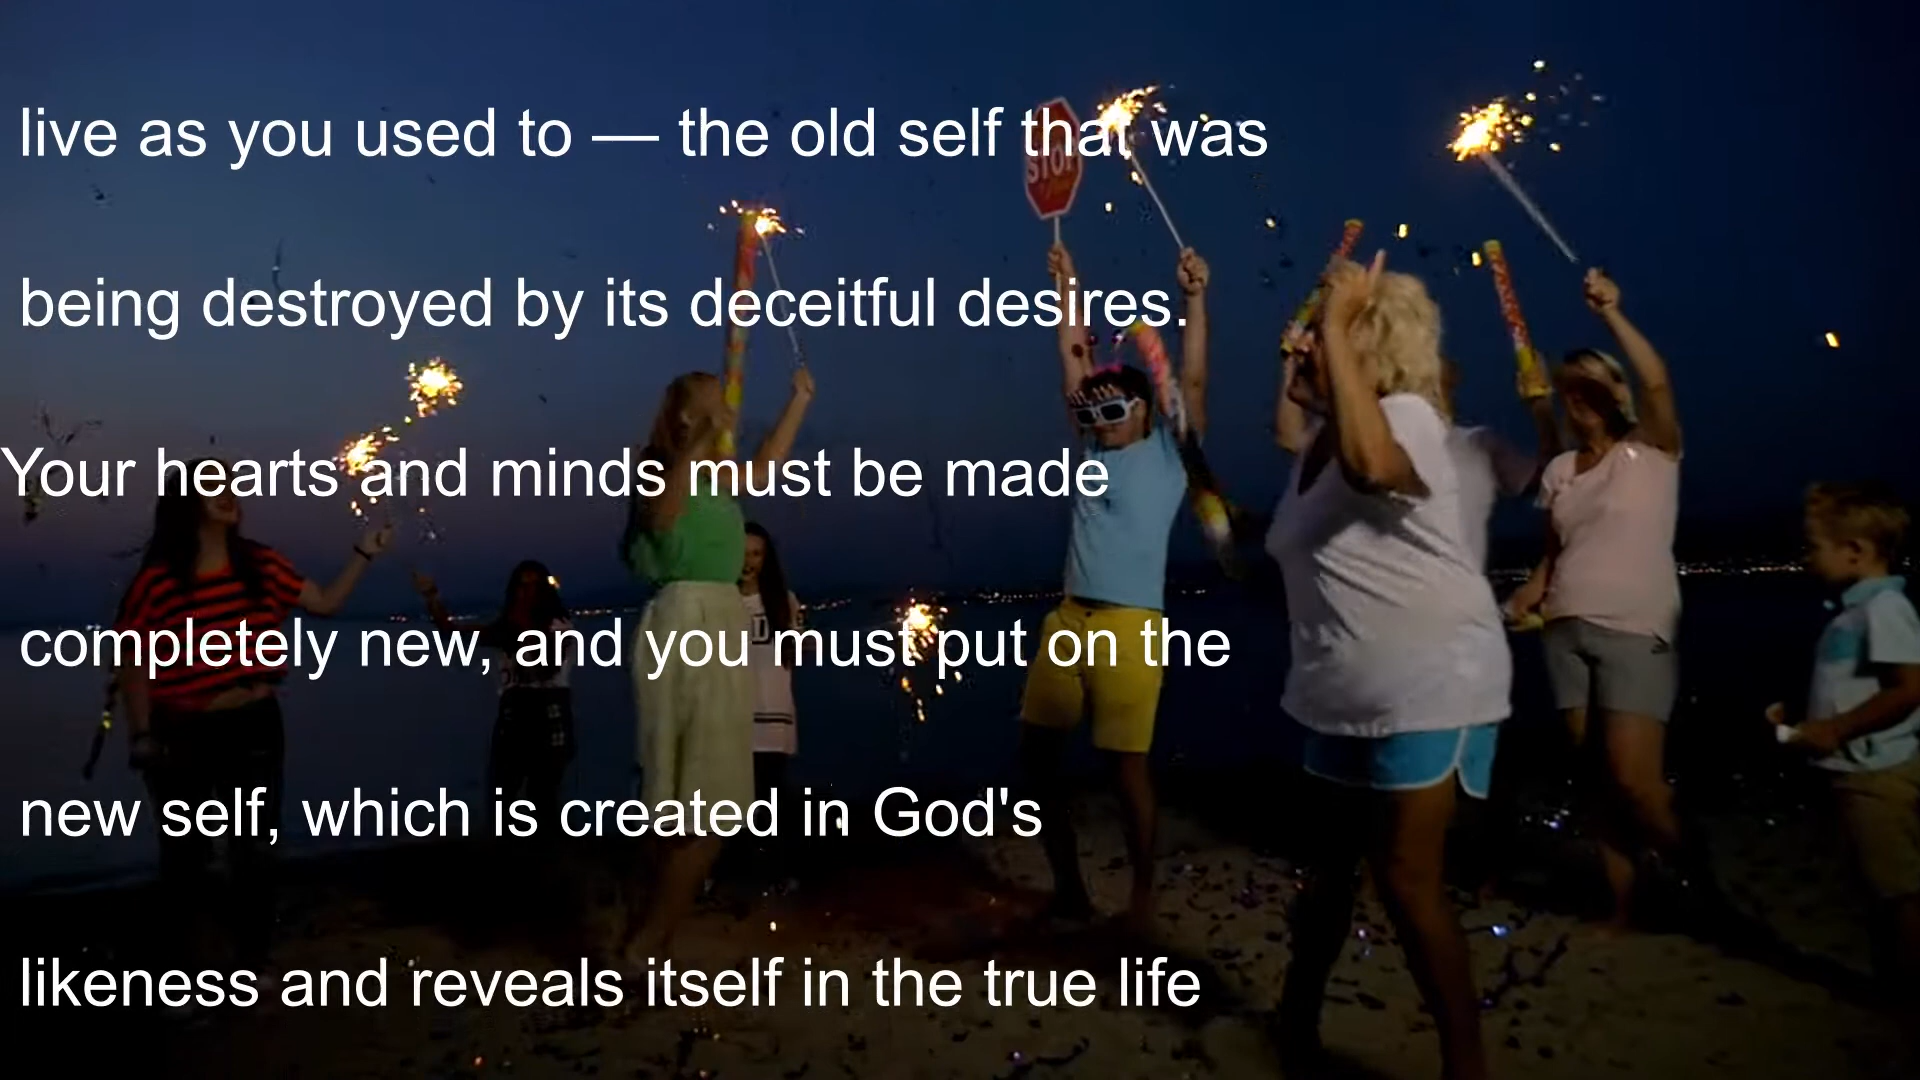 live as you used to — the old self that was
STOP
being destroyed by its deceitful desires.
Your hearts and minds must be made
completely new, and you must put on the
new self, which is created in God's
likeness and reveals itself in the true life